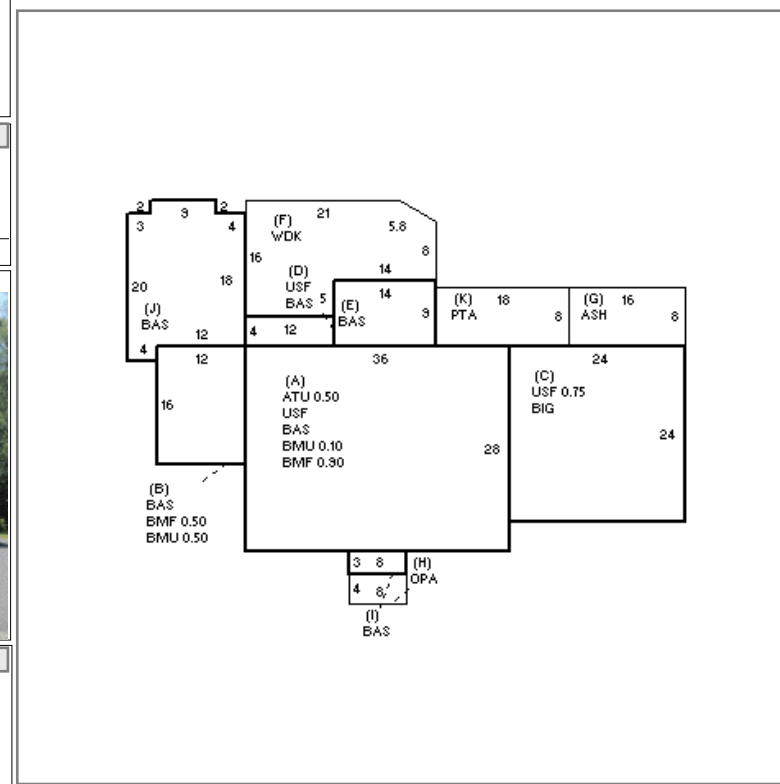 2 9 2
3 4
(F) 21
WDK
5.8
8
16
14
20
18
(D)
USF
BAS 5
(J)
BAS
12
4
4 12
(E) 14
BAS 9
(K) 18
PTA 8
(G) 16
ASH 8
12
16
36
(A)
ATU 0.50
USF
BAS
BMU 0.10
BMF 0.90
28
24
(C)
USF 0.75
BIG
24
(B)
BAS
BMF 0.50
BMU 0.50
3 8
(H)
OPA
4 8
(I)
BAS